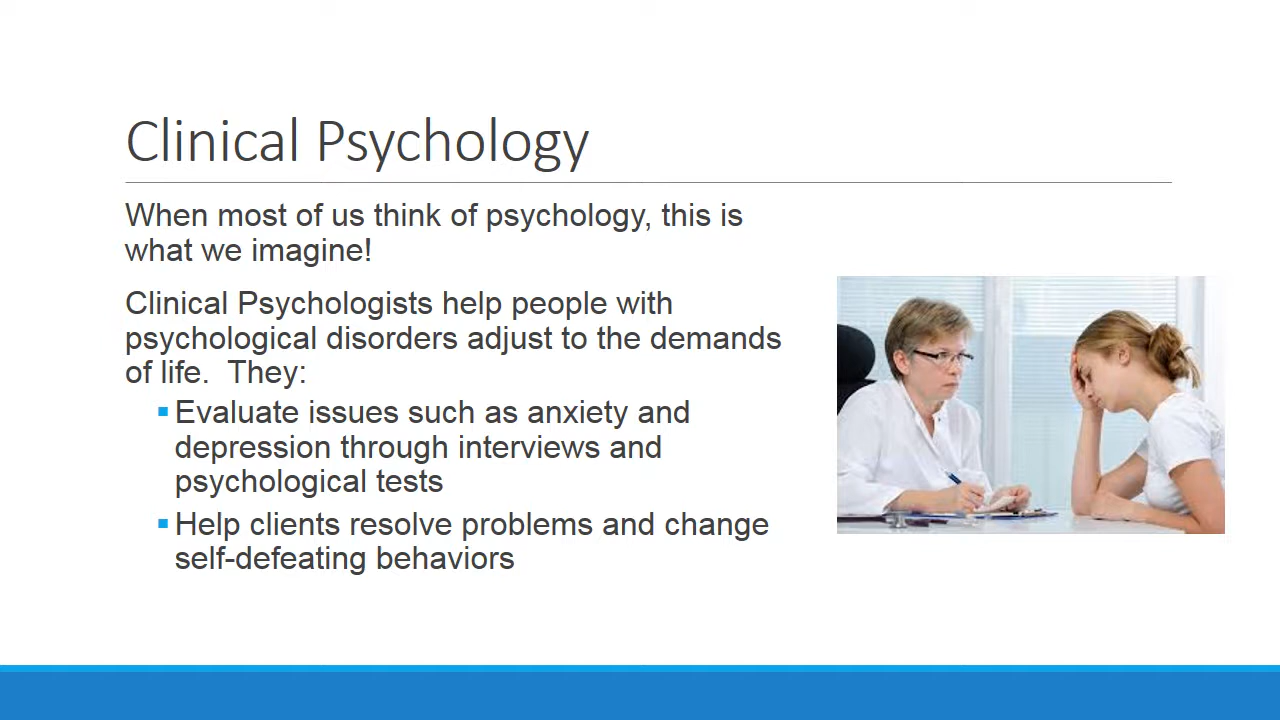 Clinical Psychology
When most of us think of psychology, this is
what we imagine!
Clinical Psychologists help people with
psychological disorders adjust to the demands
of life.  They:
▪ Evaluate issues such as anxiety and
depression through interviews and
psychological tests
▪ Help clients resolve problems and change
self-defeating behaviors